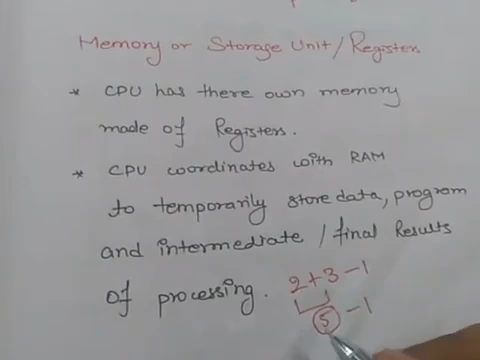 Memory or Storage Unit/Registers
* CPU has there own memory
made of Registers.
* CPU coordinates with RAM
to temporarily store data, program
and intermediate / final Results
of processing. 2+3-1
5-1